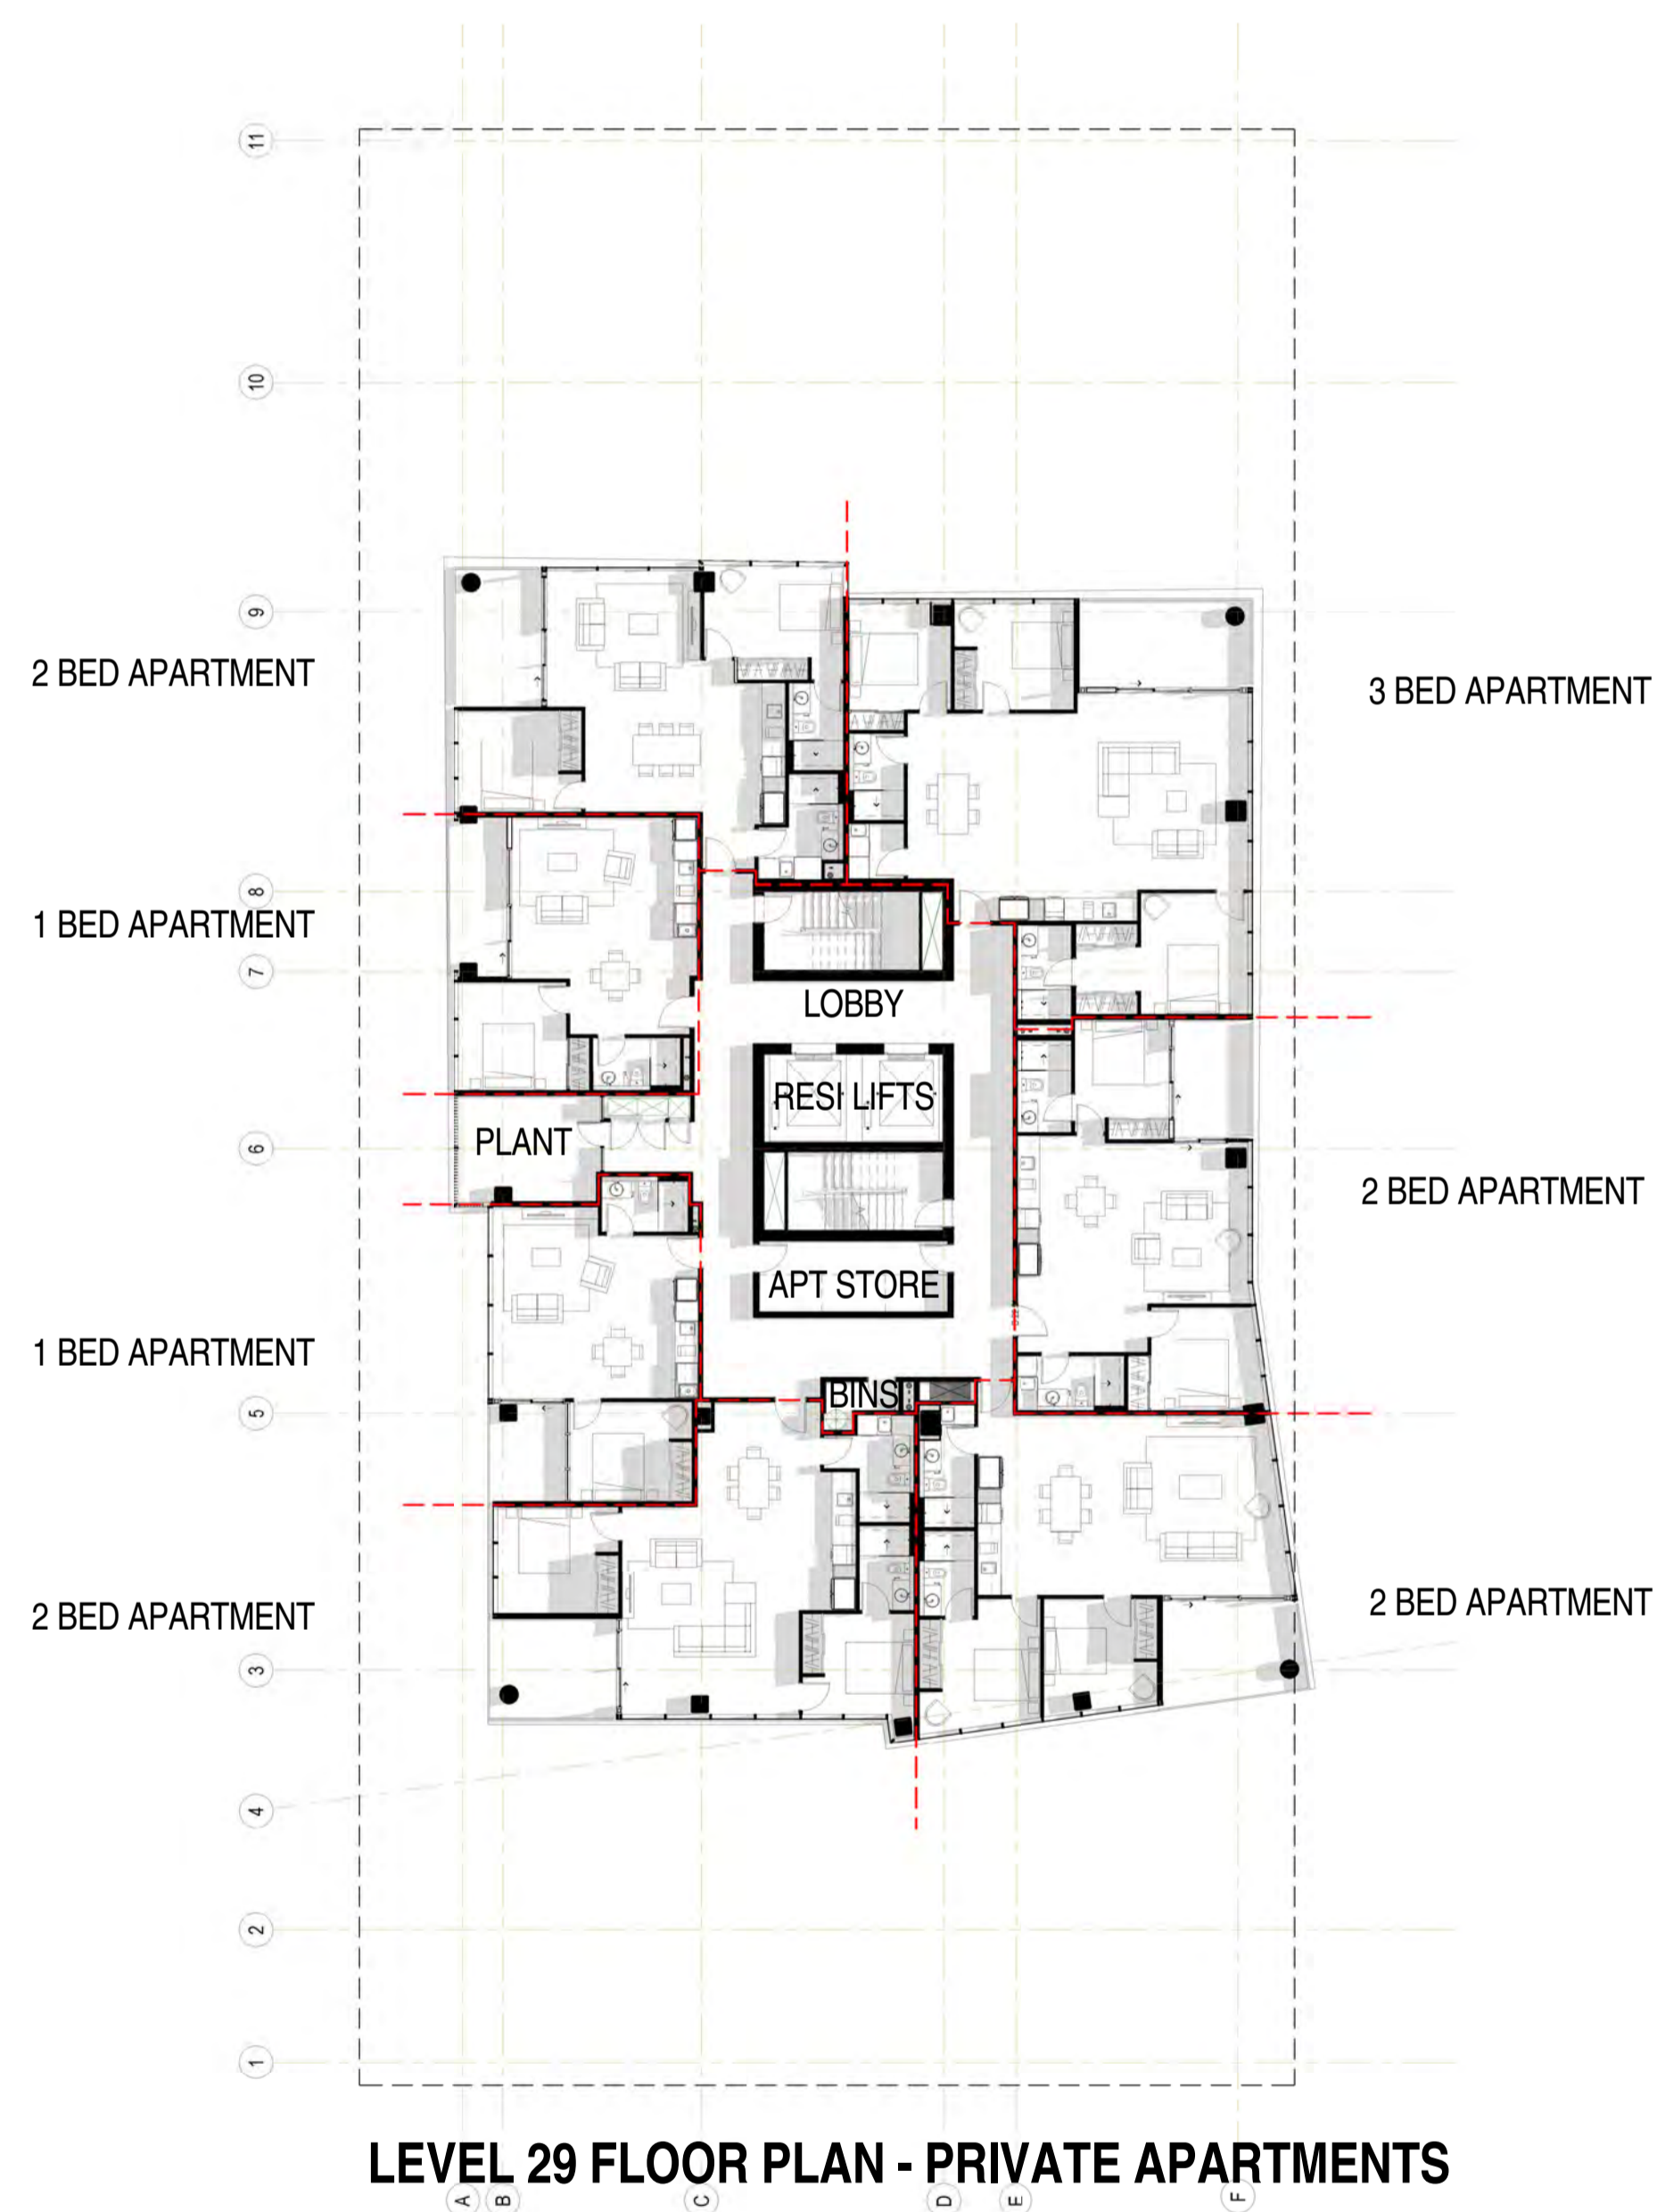 11
10
9
2 BED APARTMENT
3 BED APARTMENT
8
1 BED APARTMENT
7
LOBBY
RESI LIFTS
PLANT
6
2 BED APARTMENT
APT STORE
1 BED APARTMENT
BINS
5
2 BED APARTMENT
2 BED APARTMENT
3
4
2
1
LEVEL 29 FLOOR PLAN - PRIVATE APARTMENTS
A B C D E F